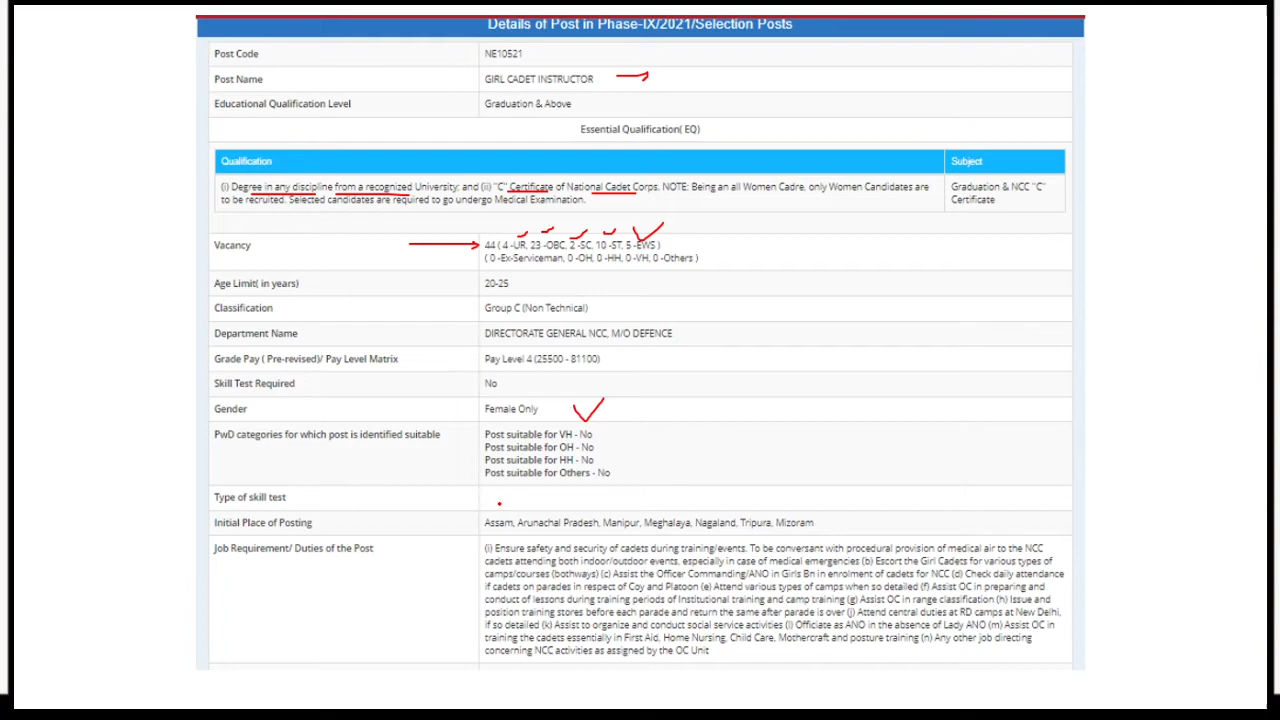 Details of Post in Phase-IX/2021/Selection Posts
Post Code NE10521
Post Name GIRL CADET INSTRUCTOR
Educational Qualification Level Graduation & Above
Essential Qualification( EQ)
Qualification Subject
(i) Degree in any discipline from a recognized University; and (ii) "C" Certificate of National Cadet Corps. NOTE: Being an all Women Cadre, only Women Candidates are Graduation & NCC "C"
to be recruited. Selected candidates are required to go undergo Medical Examination. Certificate
Vacancy 44 ( 4 -UR, 23 -OBC, 2 -SC, 10 -ST, 5 -EWS )
( 0 -Ex-Serviceman, 0 -OH, 0 -HH, 0 -VH, 0 -Others )
Age Limit( in years) 20-25
Classification Group C (Non Technical)
Department Name DIRECTORATE GENERAL NCC, M/O DEFENCE
Grade Pay ( Pre-revised)/ Pay Level Matrix Pay Level 4 (25500 - 81100)
Skill Test Required No
Gender Female Only
PwD categories for which post is identified suitable Post suitable for VH - No
Post suitable for OH - No
Post suitable for HH - No
Post suitable for Others - No
Type of skill test
Initial Place of Posting Assam, Arunachal Pradesh, Manipur, Meghalaya, Nagaland, Tripura, Mizoram
Job Requirement/ Duties of the Post (i) Ensure safety and security of cadets during training/events. To be conversant with procedural provision of medical air to the NCC
cadets attending both indoor/outdoor events, especially in case of medical emergencies (b) Escort the Girl Cadets for various types of
camps/courses (bothways) (c) Assist the Officer Commanding/ANO in Girls Bn in enrolment of cadets for NCC (d) Check daily attendance
if cadets on parades in respect of Coy and Platoon (e) Attend various types of camps when so detailed (f) Assist OC in preparing and
conduct of lessons during training periods of Institutional training and camp training (g) Assist OC in range classification (h) Issue and
position training stores before each parade and return the same after parade is over (j) Attend central duties at RD camps at New Delhi,
if so detailed (k) Assist to organize and conduct social service activities (l) Officiate as ANO in the absence of Lady ANO (m) Assist OC in
training the cadets essentially in First Aid, Home Nursing, Child Care, Mothercraft and posture training (n) Any other job directing
concerning NCC activities as assigned by the OC Unit